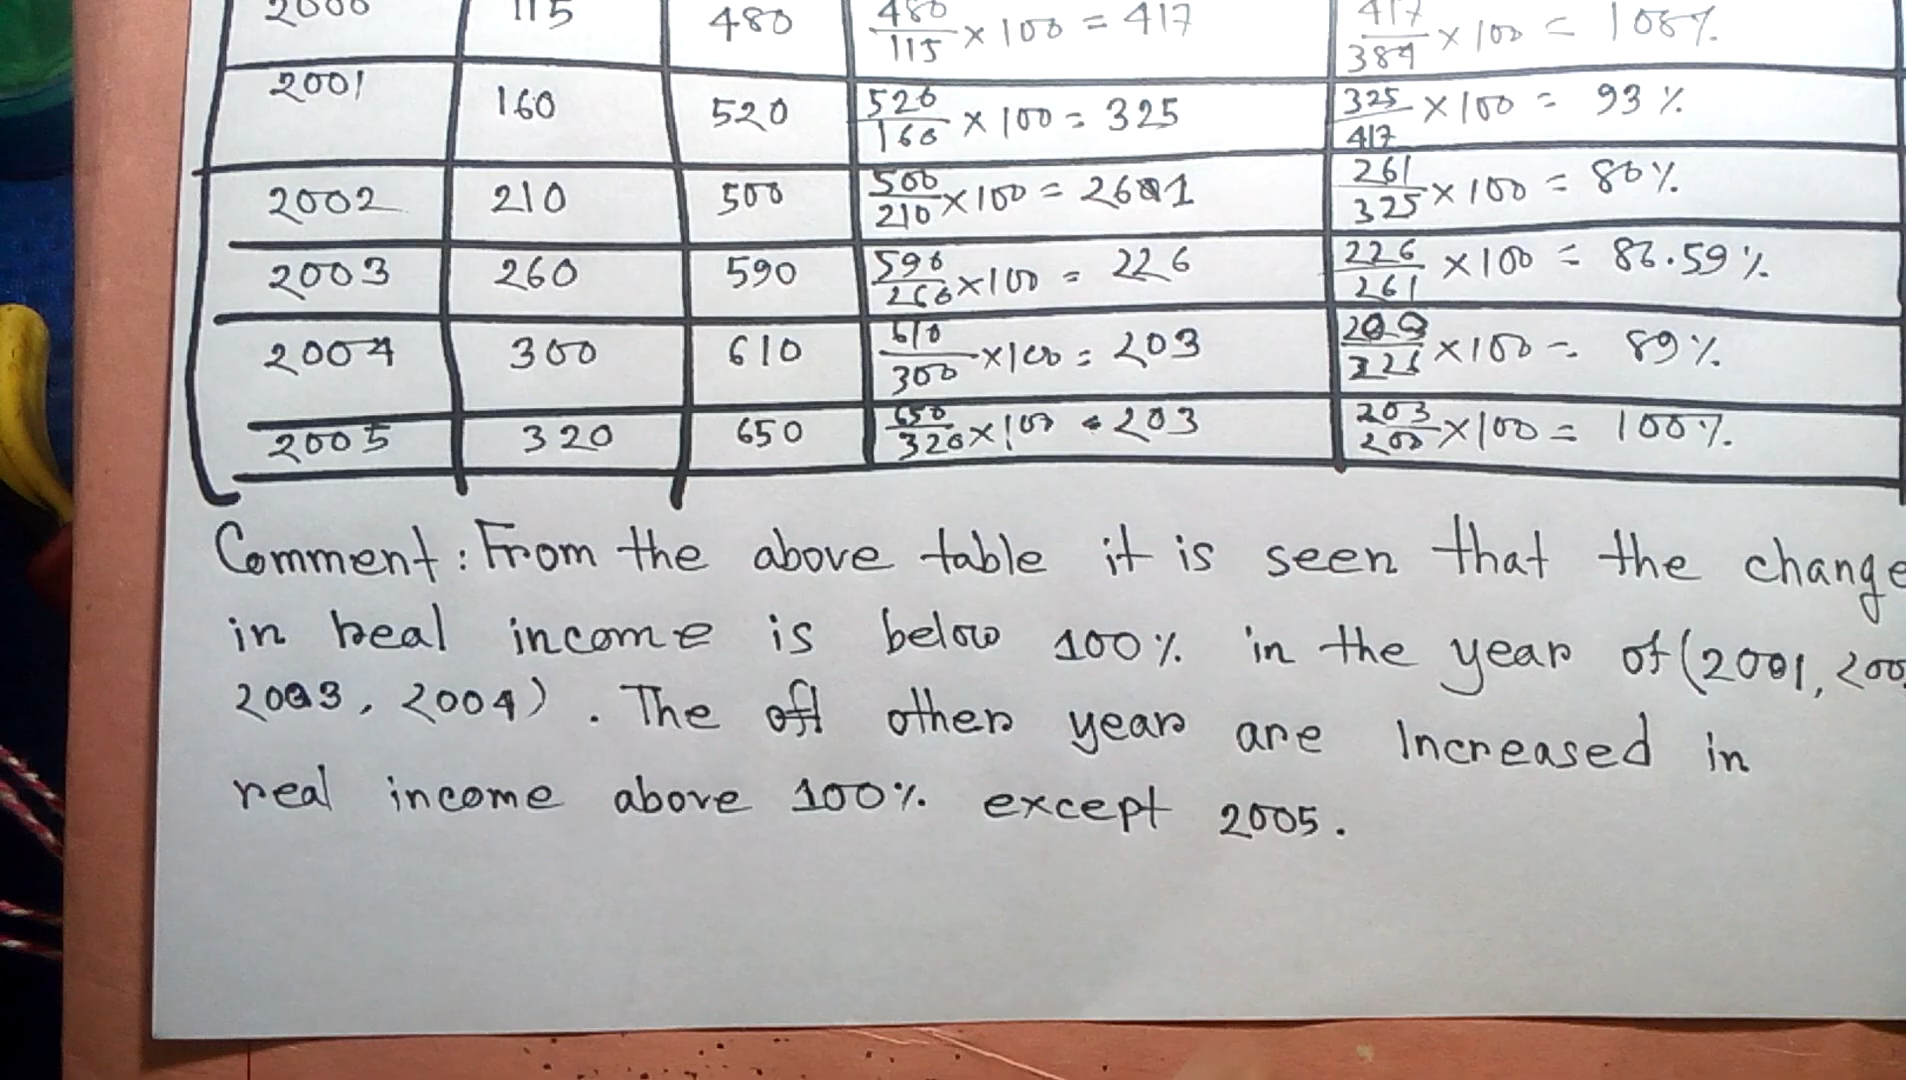 2000 115 480 480/115 × 100 = 417 417/384 × 100 = 108%
2001 160 520 520/160 × 100 = 325 325/417 × 100 = 93%
2002 210 500 500/210 × 100 = 261 261/325 × 100 = 80%
2003 260 590 590/260 × 100 = 226 226/261 × 100 = 86.59%
2004 300 610 610/300 × 100 = 203 203/226 × 100 = 89%
2005 320 650 650/320 × 100 = 203 203/203 × 100 = 100%
Comment: From the above table it is seen that the change
in real income is below 100% in the year of (2001, 200
2003, 2004). The other year are Increased in
real income above 100% except 2005.